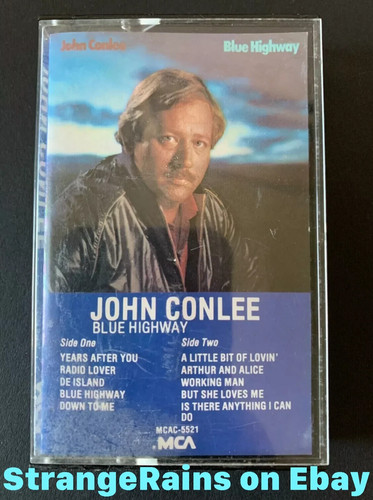 John Conlee
Blue Highway
JOHN CONLEE
BLUE HIGHWAY
Side One
YEARS AFTER YOU
RADIO LOVER
DE ISLAND
BLUE HIGHWAY
DOWN TO ME
Side Two
A LITTLE BIT OF LOVIN'
ARTHUR AND ALICE
WORKING MAN
BUT SHE LOVES ME
IS THERE ANYTHING I CAN
DO
MCAC-5521
MCA
StrangeRains on Ebay